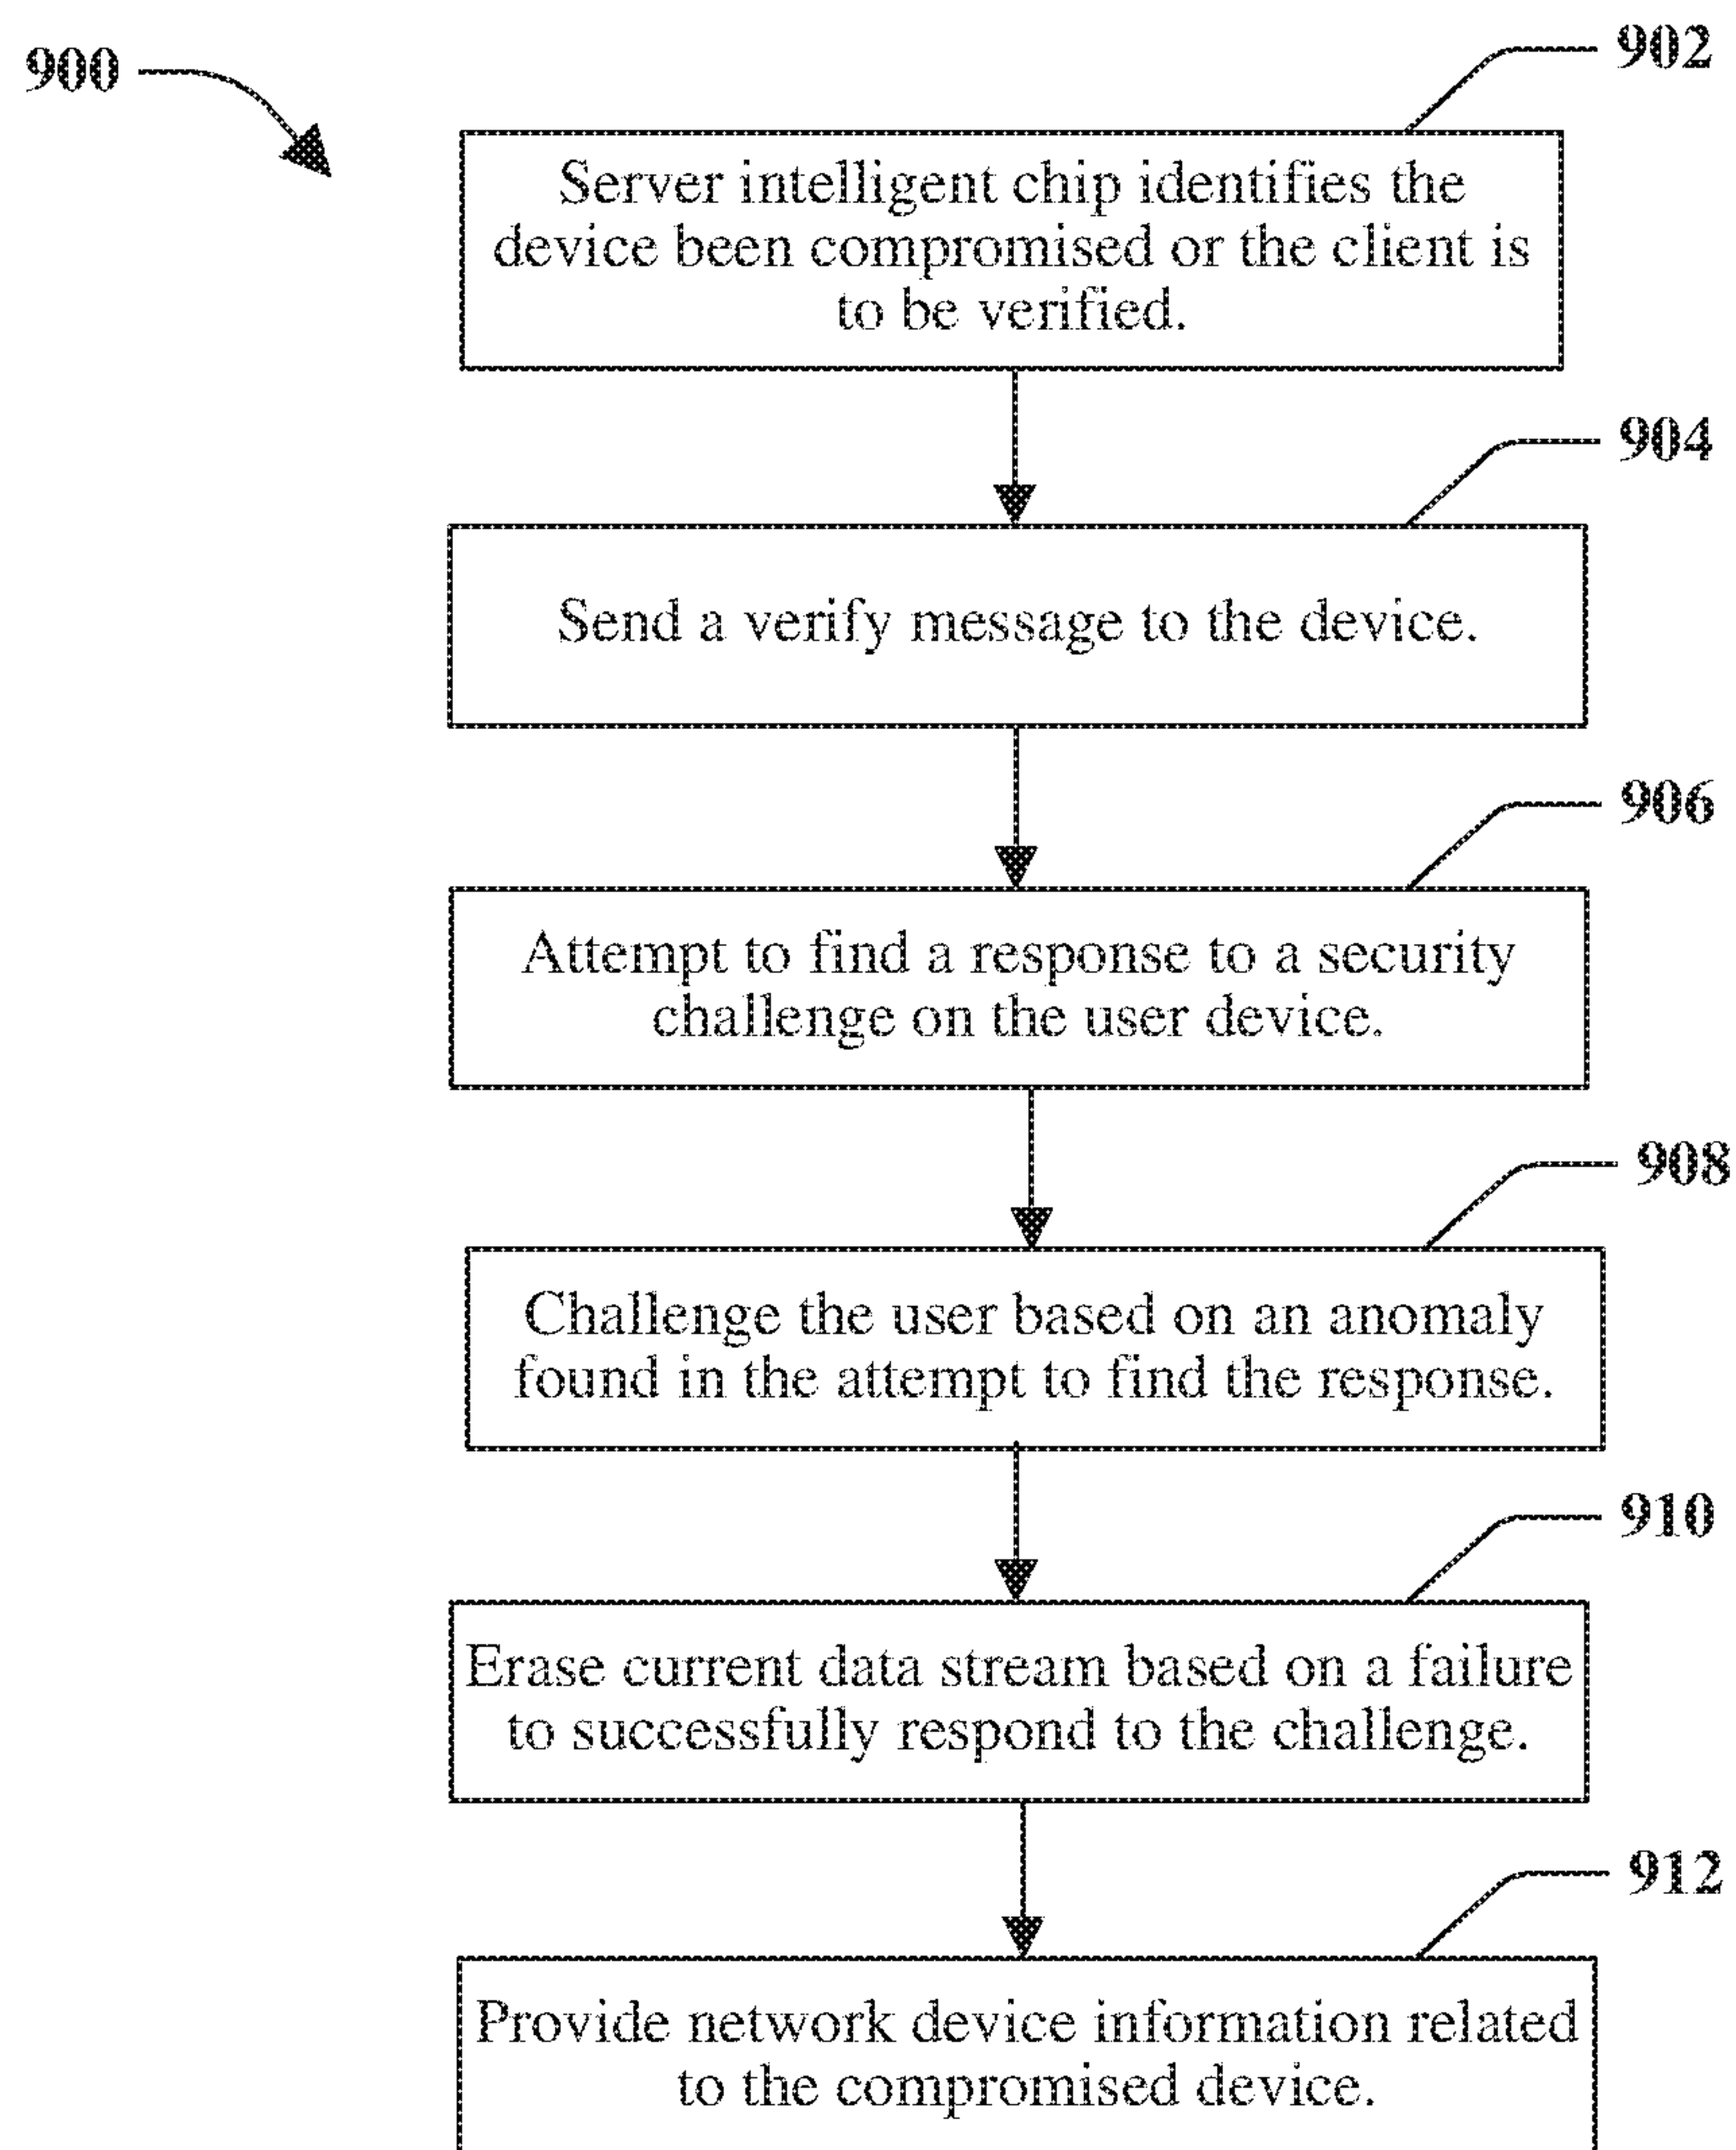 900
902
Server intelligent chip identifies the
device been compromised or the client is
to be verified.
904
Send a verify message to the device.
906
Attempt to find a response to a security
challenge on the user device.
908
Challenge the user based on an anomaly
found in the attempt to find the response.
910
Erase current data stream based on a failure
to successfully respond to the challenge.
912
Provide network device information related
to the compromised device.